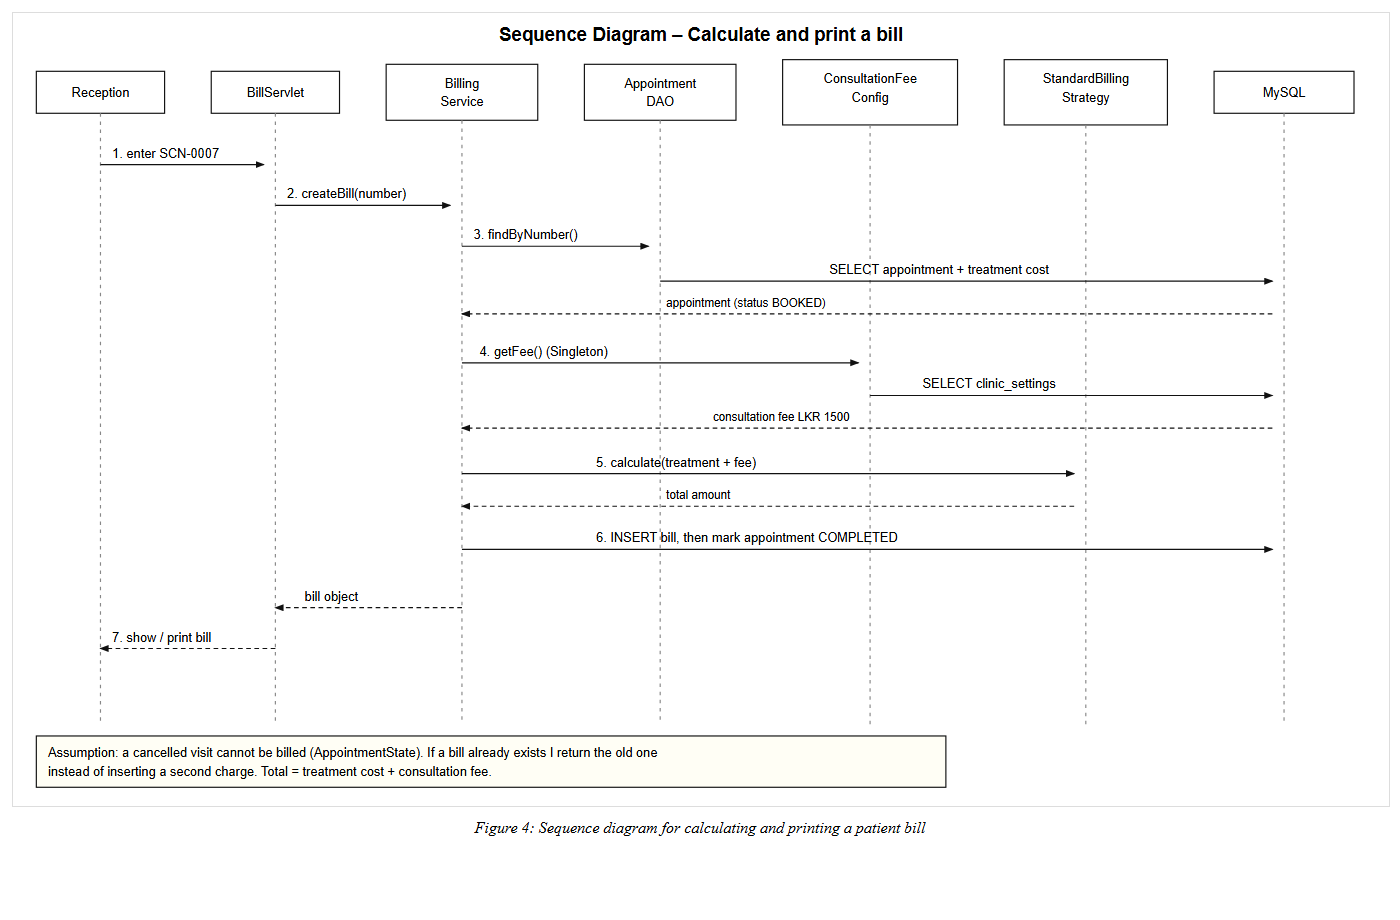 Sequence Diagram – Calculate and print a bill
Reception
BillServlet
Billing
Service
Appointment
DAO
ConsultationFee
Config
StandardBilling
Strategy
MySQL
1. enter SCN-0007
2. createBill(number)
3. findByNumber()
SELECT appointment + treatment cost
appointment (status BOOKED)
4. getFee() (Singleton)
SELECT clinic_settings
consultation fee LKR 1500
5. calculate(treatment + fee)
total amount
6. INSERT bill, then mark appointment COMPLETED
bill object
7. show / print bill
Assumption: a cancelled visit cannot be billed (AppointmentState). If a bill already exists I return the old one
instead of inserting a second charge. Total = treatment cost + consultation fee.
Figure 4: Sequence diagram for calculating and printing a patient bill